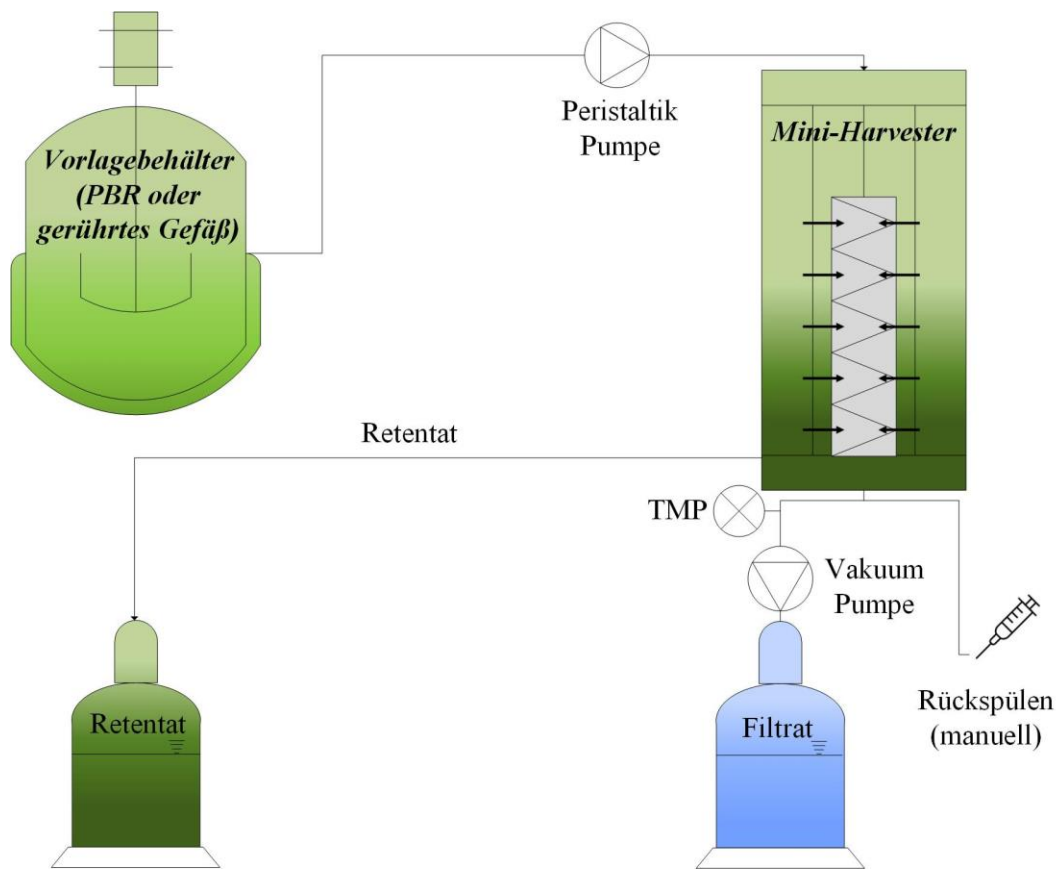 Vorlagebehälter
(PBR oder
gerührtes Gefäß)
Peristaltik
Pumpe
Mini-Harvester
Retentat
TMP
Vakuum
Pumpe
Rückspülen
(manuell)
Retentat
Filtrat